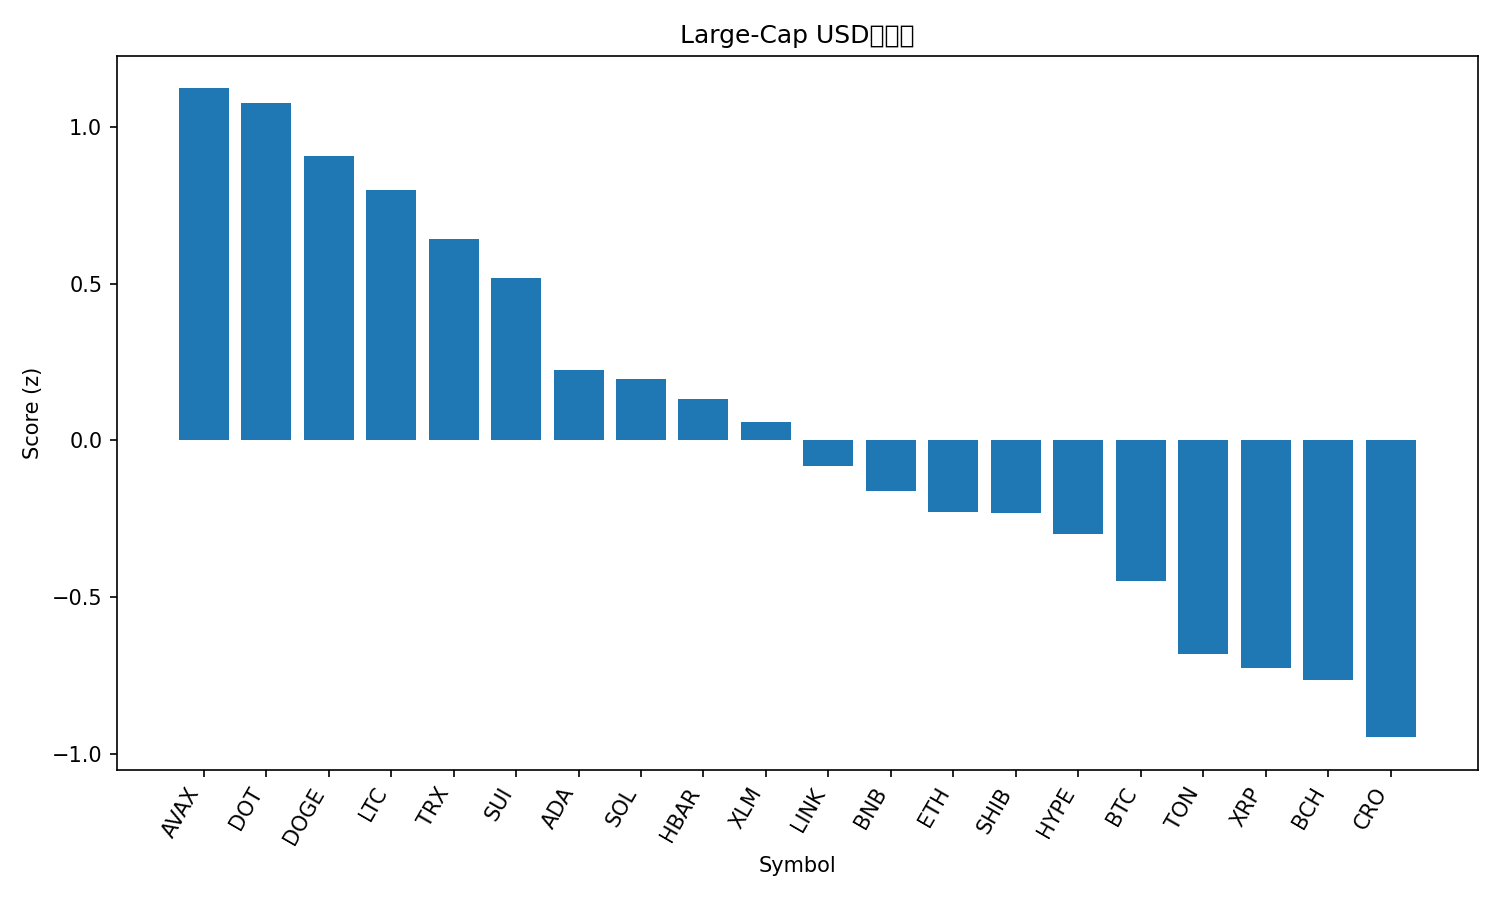 Large-Cap USD
Score (z)
1.0
0.5
0.0
−0.5
−1.0
AVAX
DOT
DOGE
LTC
TRX
SUI
ADA
SOL
HBAR
XLM
LINK
BNB
ETH
SHIB
HYPE
BTC
TON
XRP
BCH
CRO
Symbol